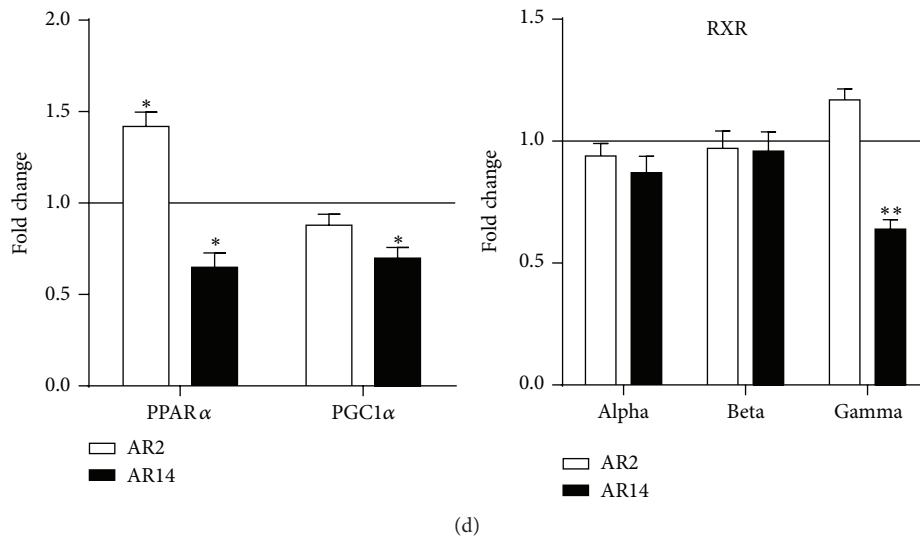 2.0
1.5
1.0
0.5
0.0
Fold change
*
*
*
PPARα
PGC1α
AR2
AR14
RXR
1.5
1.0
0.5
0.0
Fold change
**
Alpha
Beta
Gamma
AR2
AR14
(d)